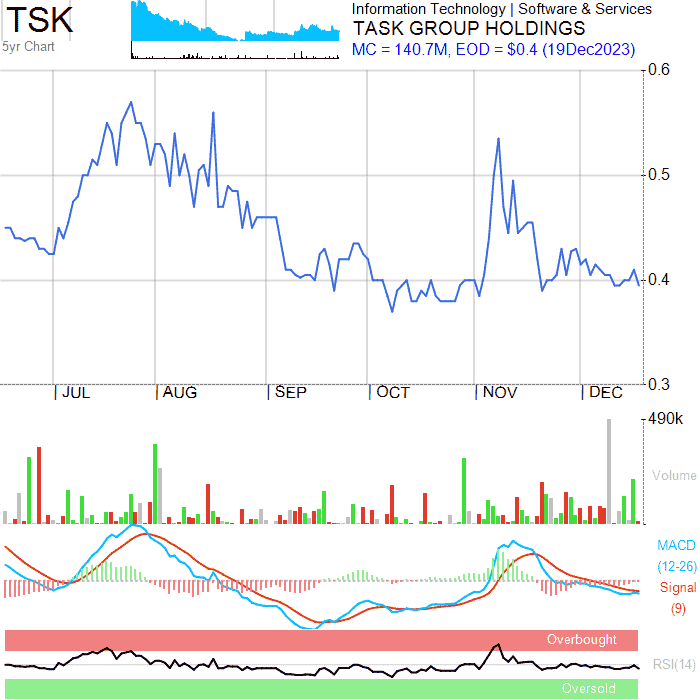 TSK
5yr Chart
Information Technology | Software & Services
TASK GROUP HOLDINGS
MC = 140.7M, EOD = $0.4 (19Dec2023)
0.6
0.5
0.4
0.3
JUL AUG SEP OCT NOV DEC
490k
Volume
MACD
(12-26)
Signal
(9)
Overbought
RSI(14)
Oversold